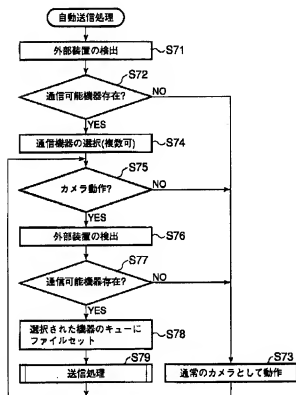 自動送信処理
外部装置の検出
S71
S72
通信可能機器存在?
NO
YES
通信機器の選択(複数可)
S74
S75
カメラ動作?
NO
YES
外部装置の検出
S76
S77
通信可能機器存在?
NO
YES
選択された機器のキューに
ファイルセット
S78
S79
送信処理
S73
通常のカメラとして動作